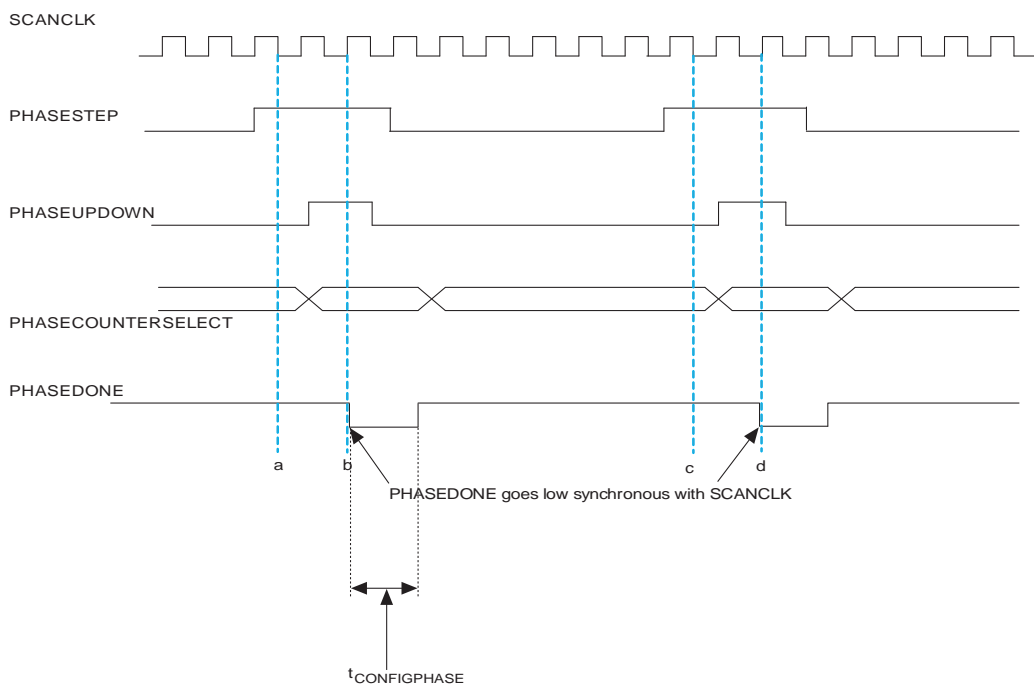 SCANCLK
PHASESTEP
PHASEUPDOWN
PHASECOUNTERSELECT
PHASEDONE
a b c d
PHASEDONE goes low synchronous with SCANCLK
tCONFIGPHASE